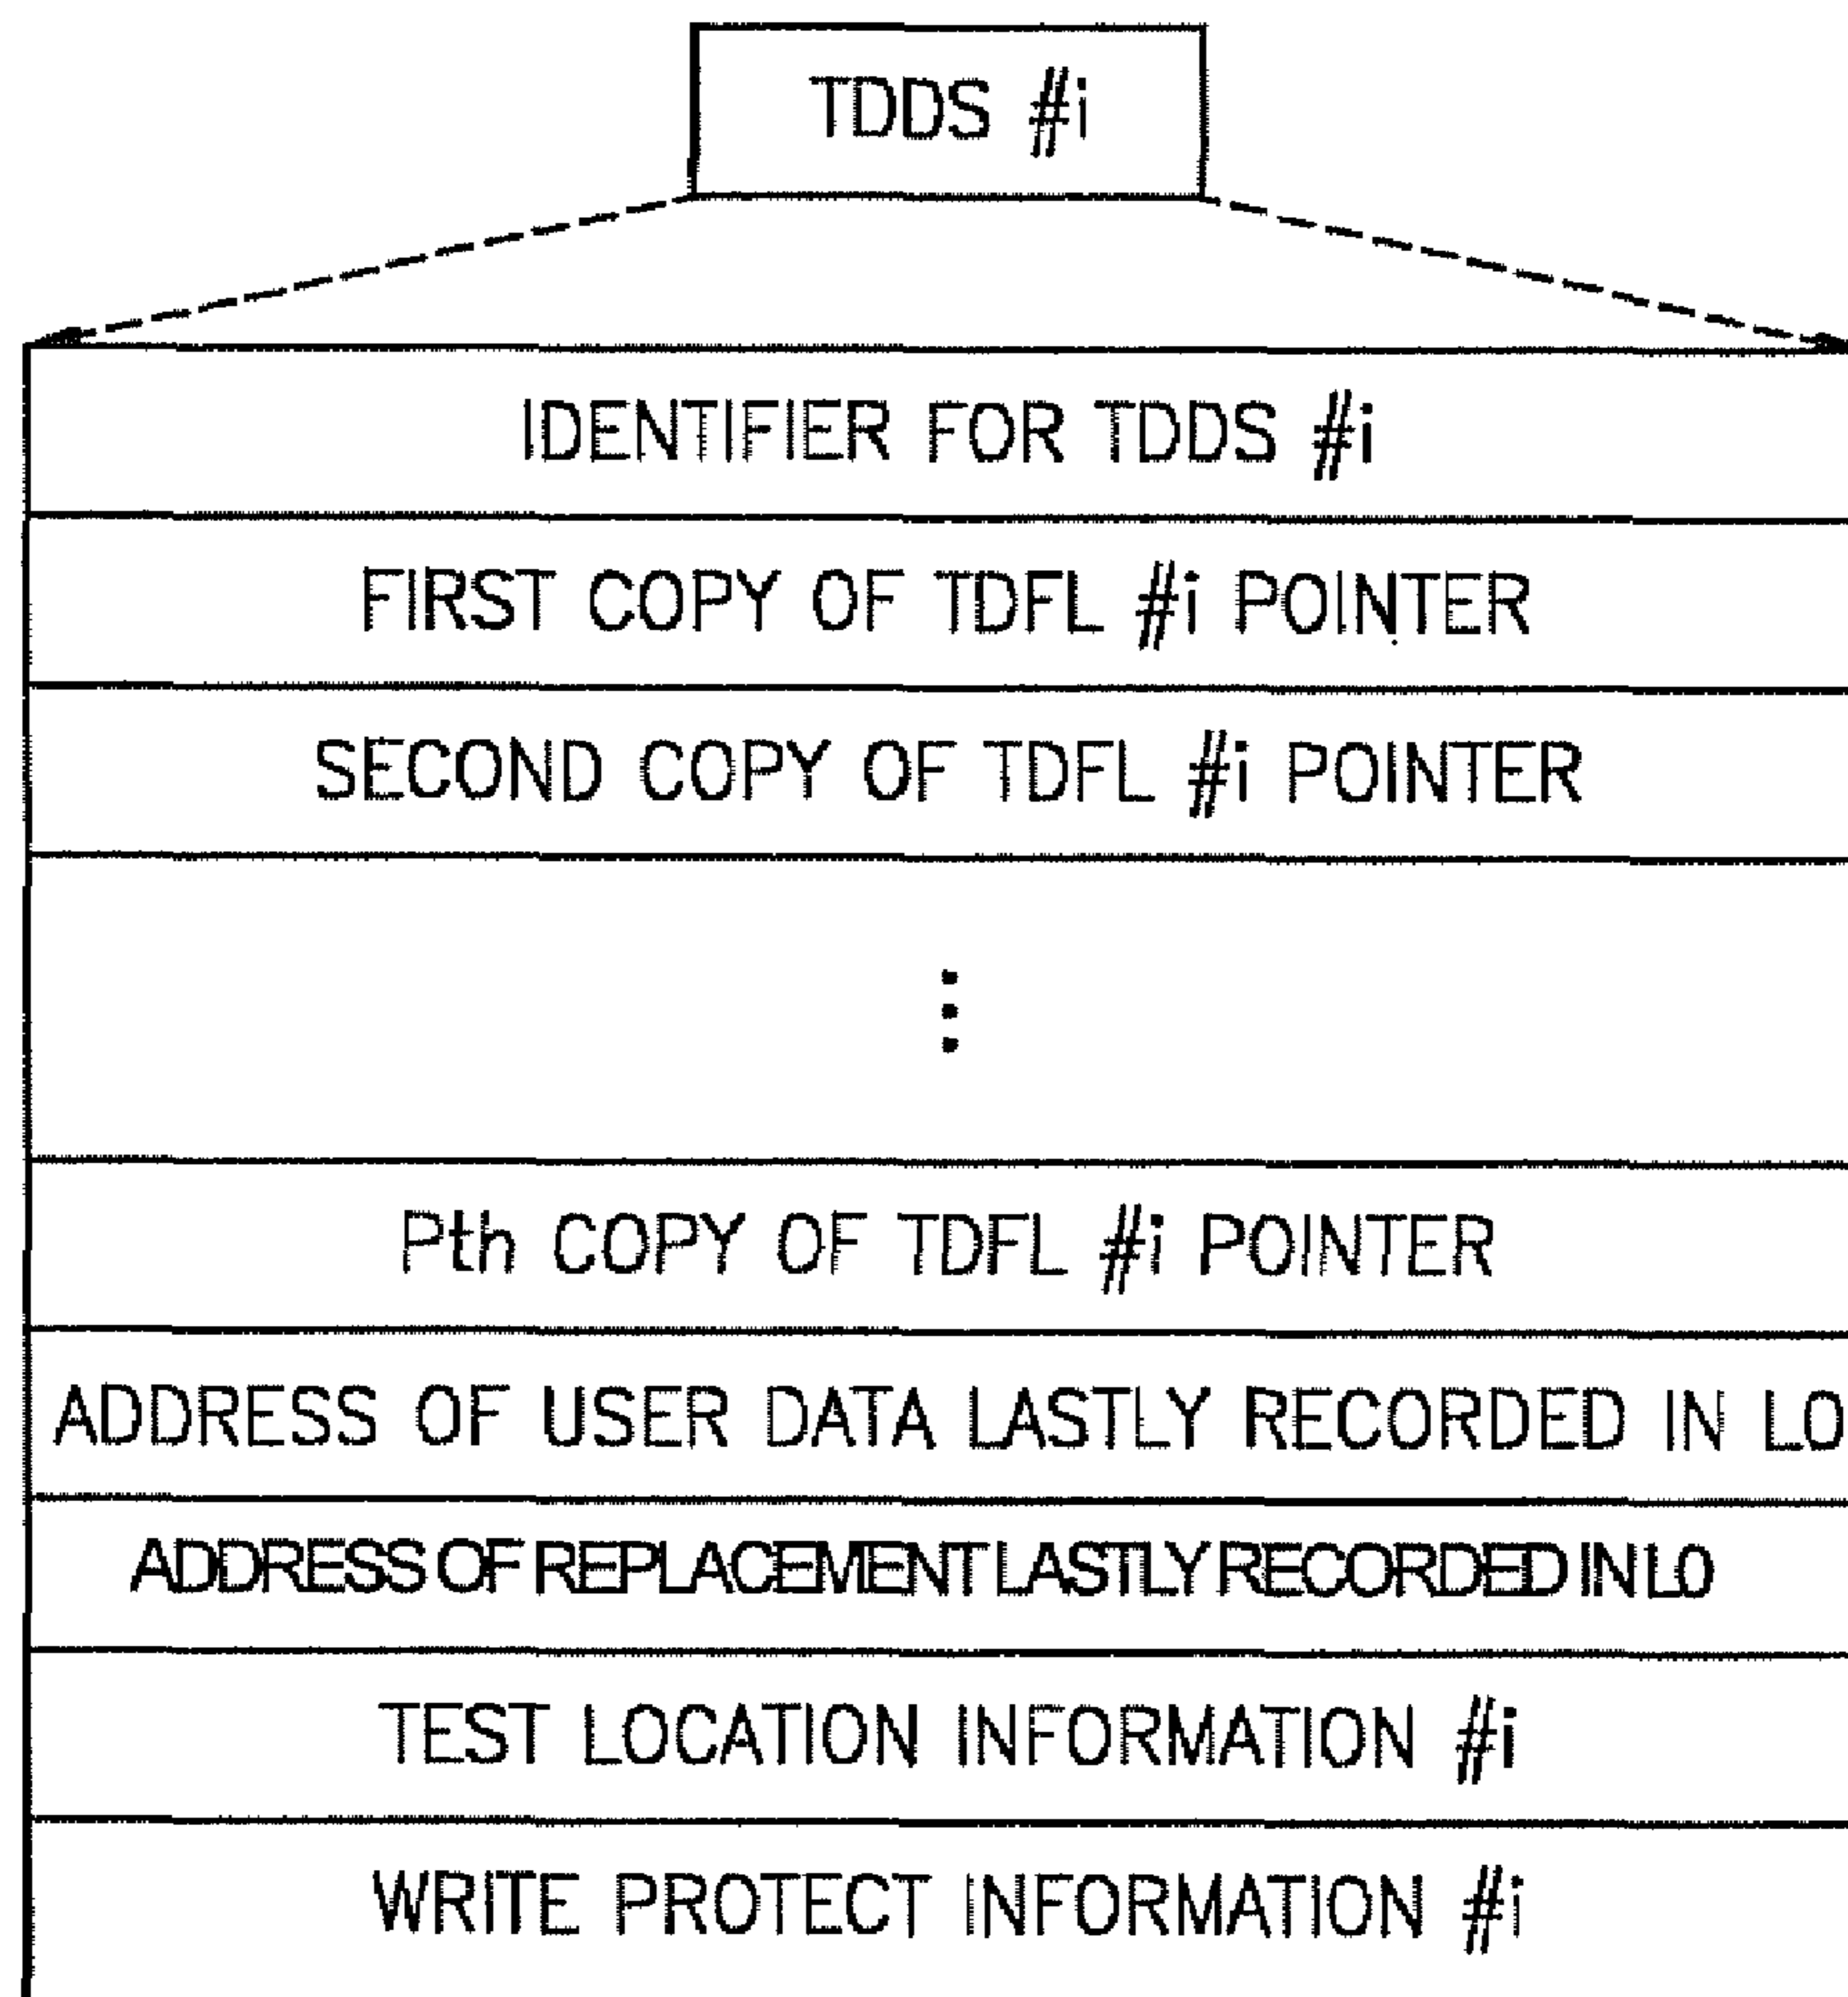 TDDS #i
IDENTIFIER FOR TDDS #i
FIRST COPY OF TDFL #i POINTER
SECOND COPY OF TDFL #i POINTER
⋮
Pth COPY OF TDFL #i POINTER
ADDRESS OF USER DATA LASTLY RECORDED IN L0
ADDRESS OF REPLACEMENT LASTLY RECORDED IN L0
TEST LOCATION INFORMATION #i
WRITE PROTECT INFORMATION #i